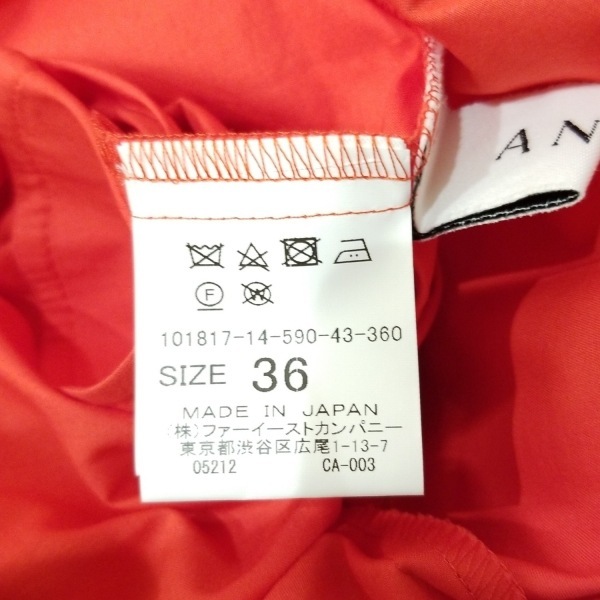 AN
F W
101817-14-590-43-360
SIZE 36
MADE IN JAPAN
(株)ファーイーストカンパニー
東京都渋谷区広尾1-13-7
05212 CA-003